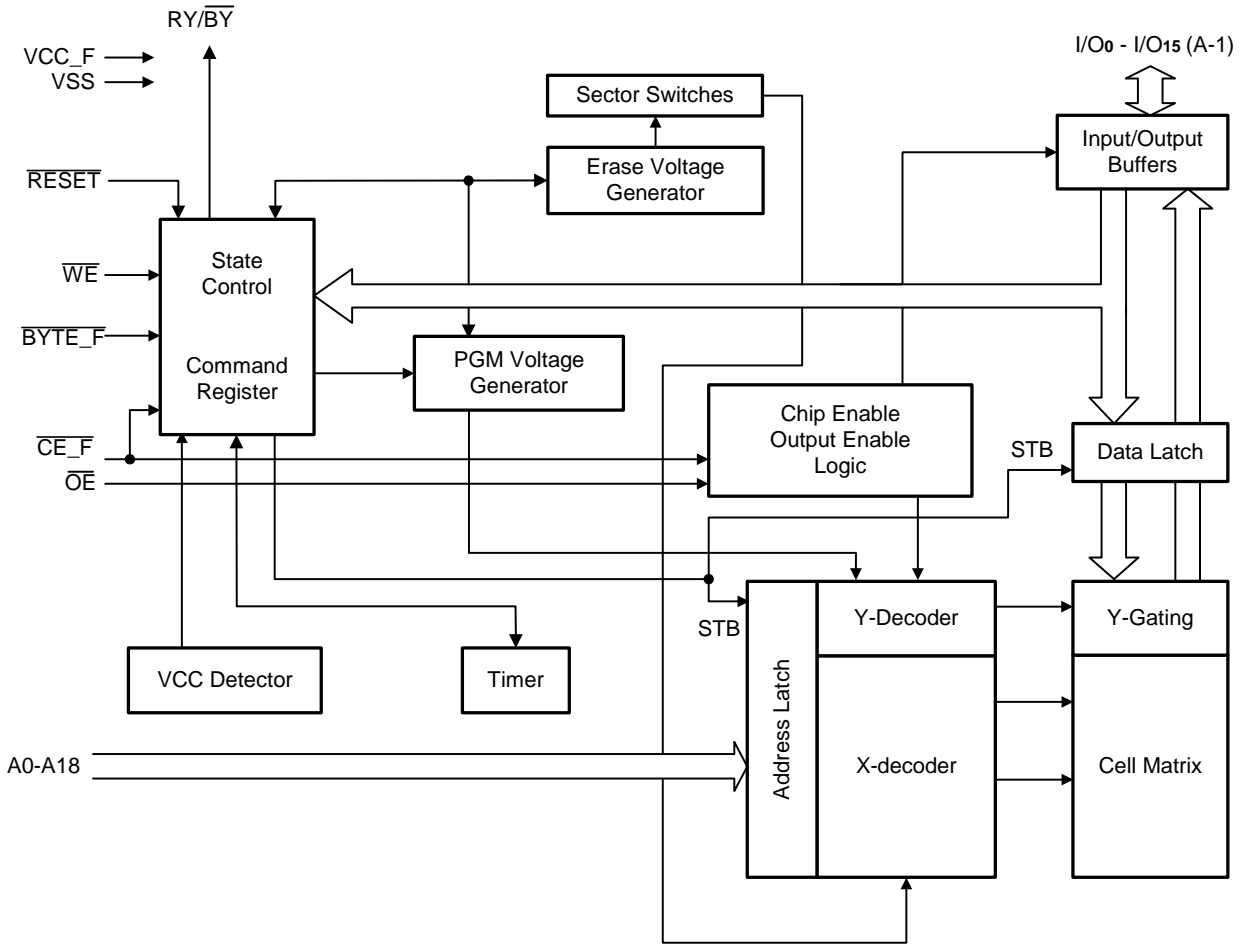 RY/BY
VCC_F
VSS
I/O0 - I/O15 (A-1)
Sector Switches
Input/Output
Buffers
Erase Voltage
Generator
RESET
State
Control
WE
BYTE_F
PGM Voltage
Generator
Command
Register
Chip Enable
Output Enable
Logic
CE_F
OE
STB
Data Latch
STB
Address Latch
Y-Decoder
Y-Gating
VCC Detector
Timer
A0-A18
X-decoder
Cell Matrix